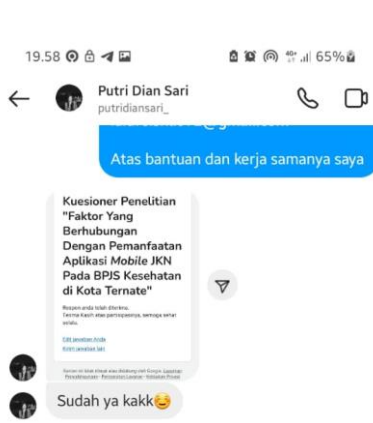 19.58
65%
Putri Dian Sari
putridiansari_
Atas bantuan dan kerja samanya saya
Kuesioner Penelitian
"Faktor Yang
Berhubungan
Dengan Pemanfaatan
Aplikasi Mobile JKN
Pada BPJS Kesehatan
di Kota Ternate"
Respon anda telah diterima.
Terima Kasih atas partisipasinya, semoga sehat
selalu.
Edit jawaban Anda
Kirim jawaban lain
Sudah ya kakk☺️